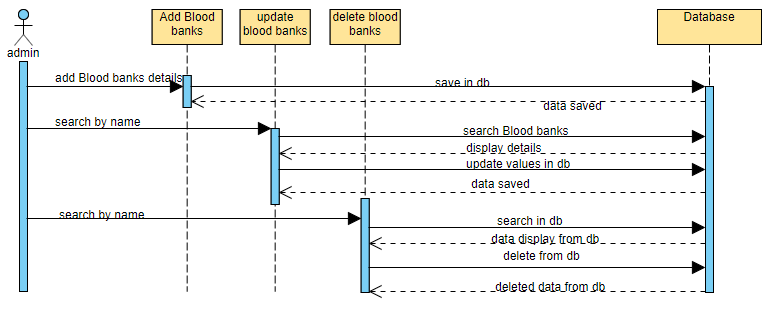 Add Blood
banks
update
blood banks
delete blood
banks
Database
admin
add Blood banks details
save in db
data saved
search by name
search Blood banks
display details
update values in db
data saved
search by name
search in db
data display from db
delete from db
deleted data from db